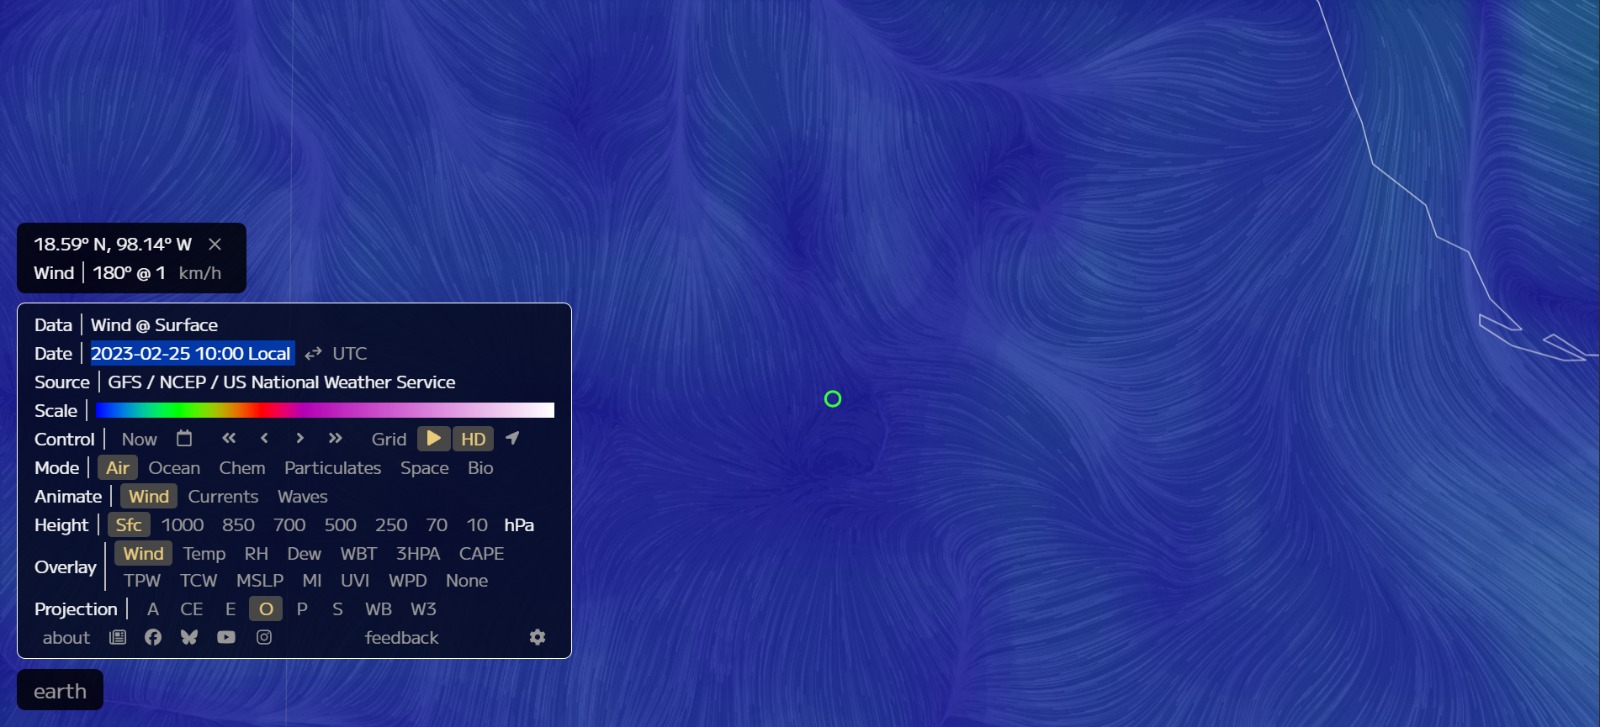 18.59° N, 98.14° W ×
Wind | 180° @ 1 km/h
Data | Wind @ Surface
Date | 2023-02-25 10:00 Local ⇄ UTC
Source | GFS / NCEP / US National Weather Service
Scale |
Control | Now « ‹ › » Grid ▶ HD
Mode | Air Ocean Chem Particulates Space Bio
Animate | Wind Currents Waves
Height | Sfc 1000 850 700 500 250 70 10 hPa
Overlay | Wind Temp RH Dew WBT 3HPA CAPE
TPW TCW MSLP MI UVI WPD None
Projection | A CE E O P S WB W3
about feedback
earth